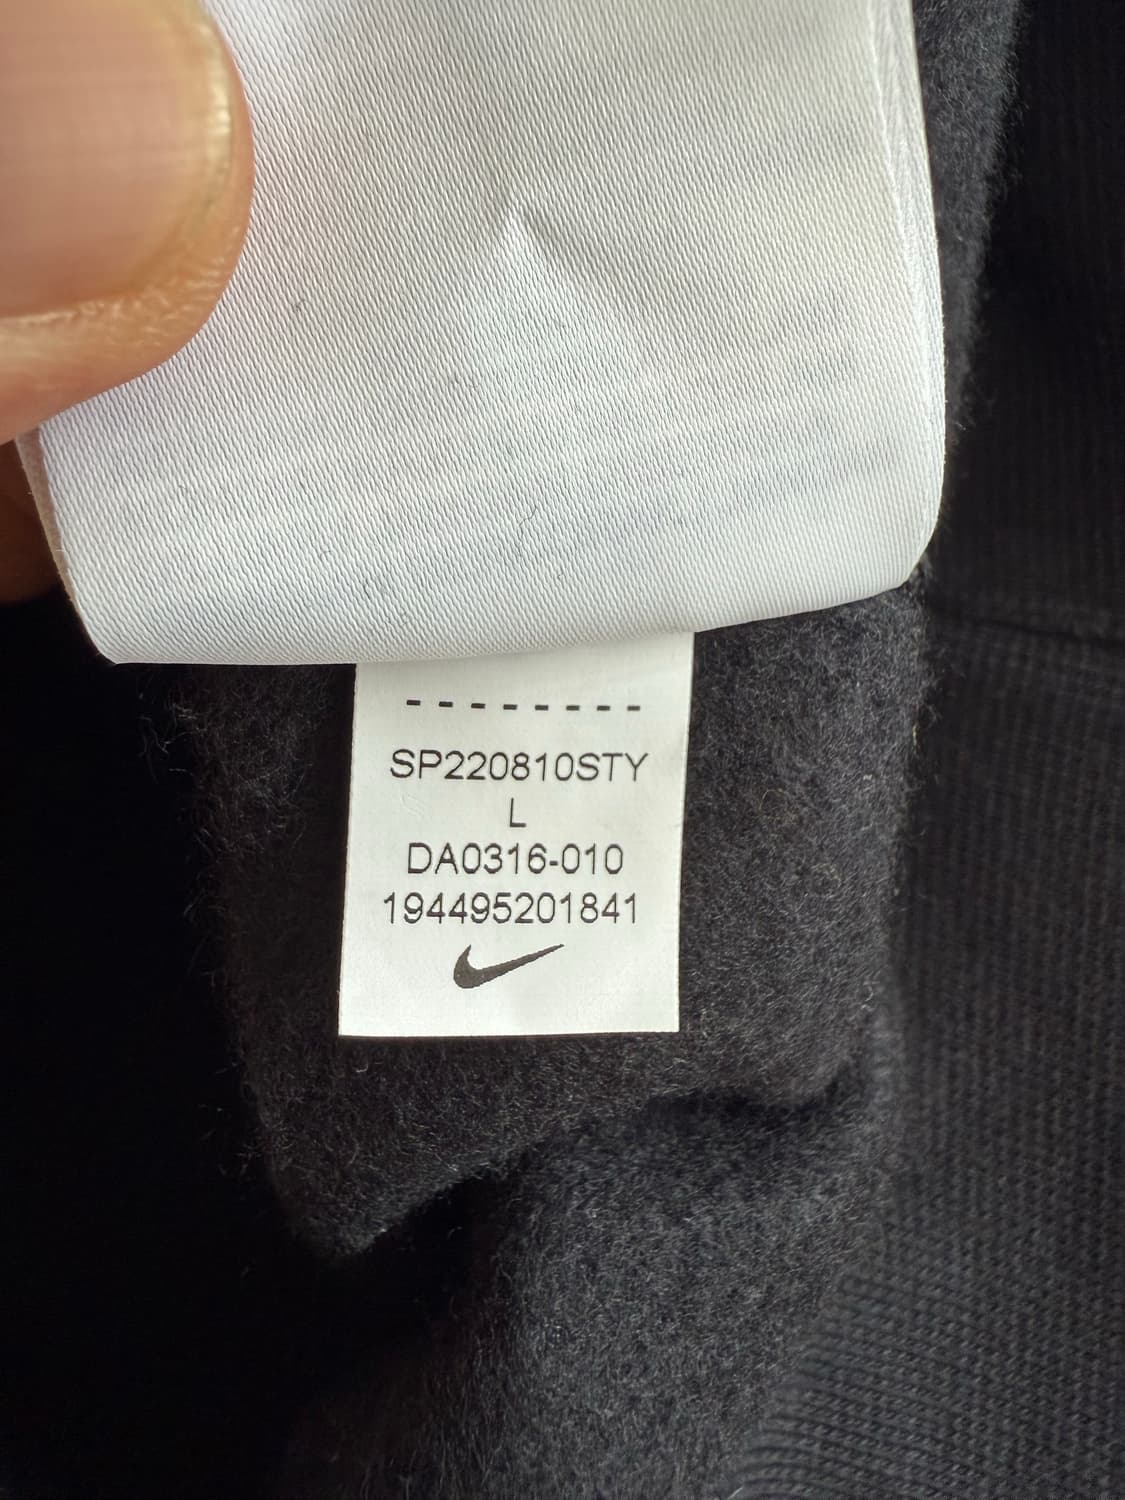 --------
SP220810STY
L
DA0316-010
194495201841